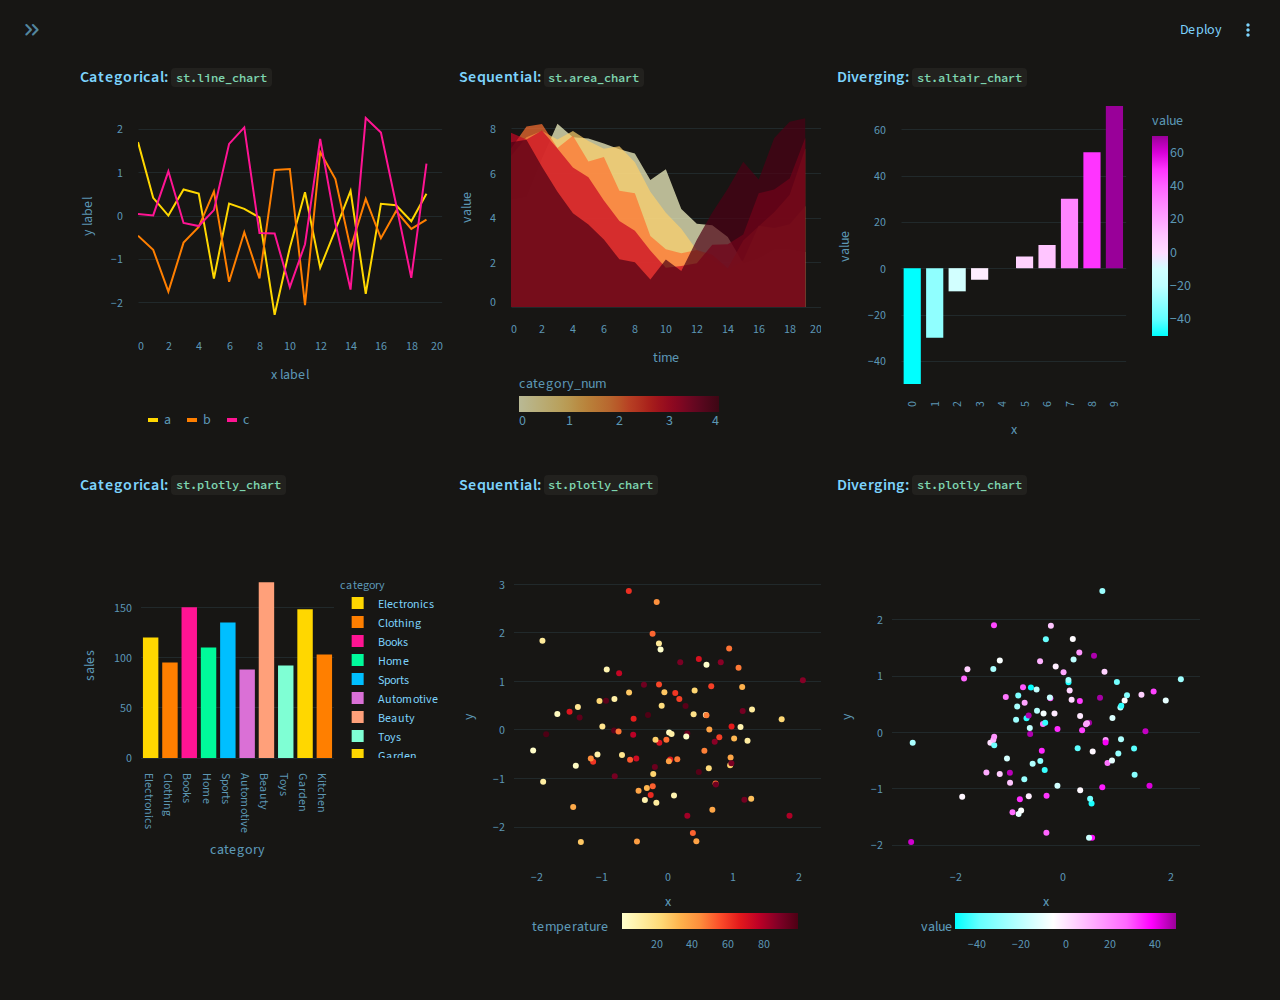 Deploy
Categorical: st.line_chart
2
1
0
−1
−2
y label
0 2 4 6 8 10 12 14 16 18 20
x label
a b c
Sequential: st.area_chart
8
6
4
2
0
value
0 2 4 6 8 10 12 14 16 18 20
time
category_num
0 1 2 3 4
Diverging: st.altair_chart
60
40
20
0
−20
−40
value
0 1 2 3 4 5 6 7 8 9
x
value
60
40
20
0
−20
−40
Categorical: st.plotly_chart
150
100
50
0
sales
Electronics Clothing Books Home Sports Automotive Beauty Toys Garden Kitchen
category
category
Electronics
Clothing
Books
Home
Sports
Automotive
Beauty
Toys
Garden
Sequential: st.plotly_chart
3
2
1
0
−1
−2
y
−2 −1 0 1 2
x
temperature
20 40 60 80
Diverging: st.plotly_chart
2
1
0
−1
−2
y
−2 0 2
x
value
−40 −20 0 20 40